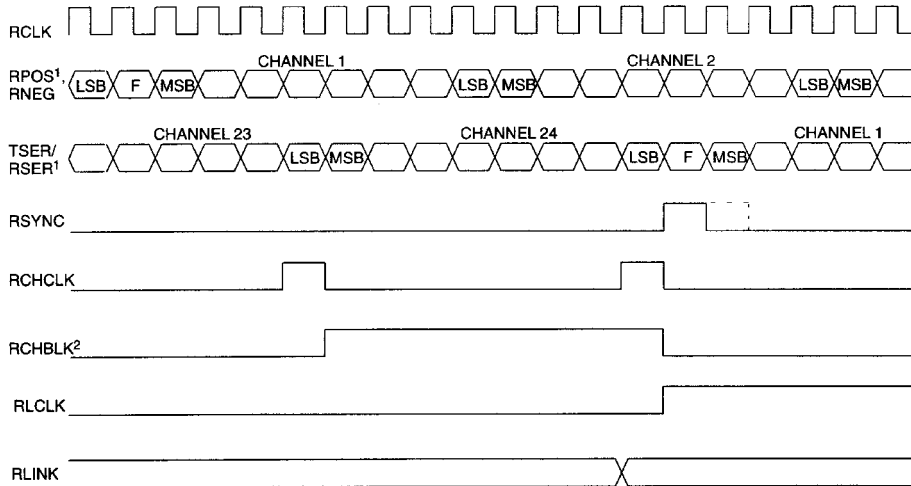 RCLK
CHANNEL 1 CHANNEL 2
RPOS¹, RNEG LSB F MSB LSB MSB LSB MSB
CHANNEL 23 CHANNEL 24 CHANNEL 1
TSER/ RSER¹ LSB MSB LSB F MSB
RSYNC
RCHCLK
RCHBLK²
RLCLK
RLINK